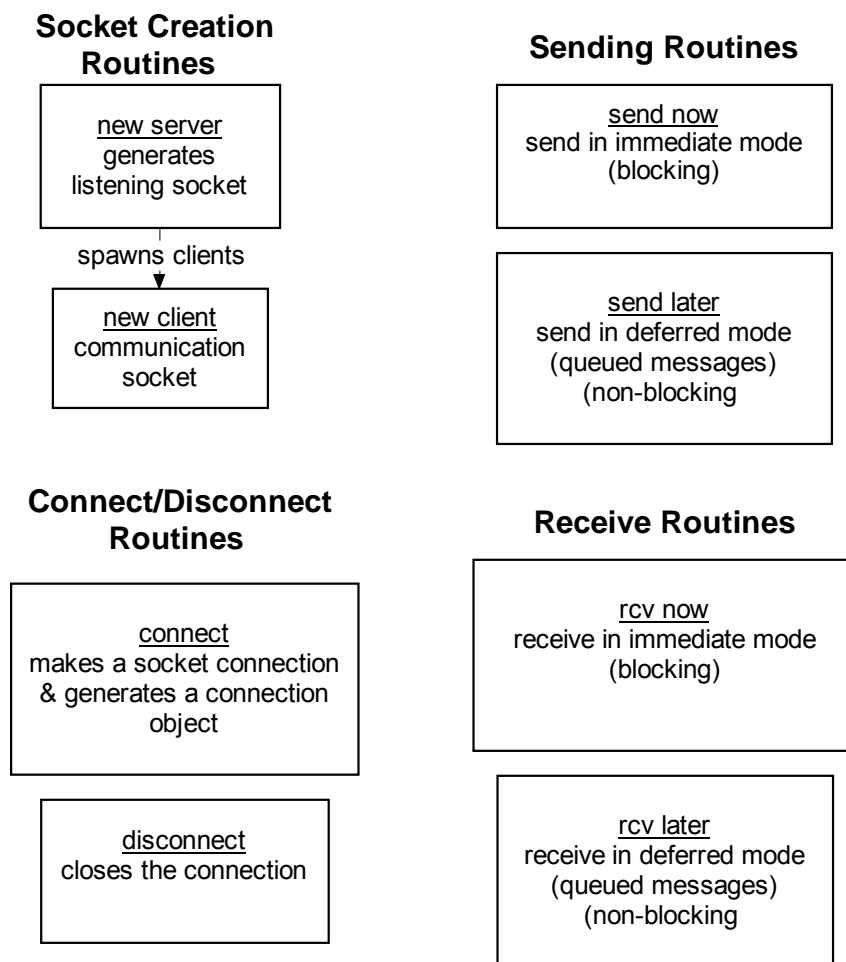 Socket Creation
Routines
new server
generates
listening socket
spawns clients
new client
communication
socket
Sending Routines
send now
send in immediate mode
(blocking)
send later
send in deferred mode
(queued messages)
(non-blocking
Connect/Disconnect
Routines
connect
makes a socket connection
& generates a connection
object
disconnect
closes the connection
Receive Routines
rcv now
receive in immediate mode
(blocking)
rcv later
receive in deferred mode
(queued messages)
(non-blocking